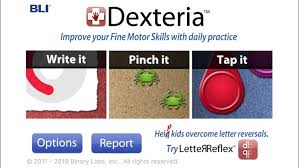 BLI
Dexteria™
Improve your Fine Motor Skills with daily practice
Write it
Pinch it
Tap it
Help kids overcome letter reversals.
Options
Report
Try LetteRReflex™
© 2011 - 2018 Binary Labs, Inc. All rights reserved.